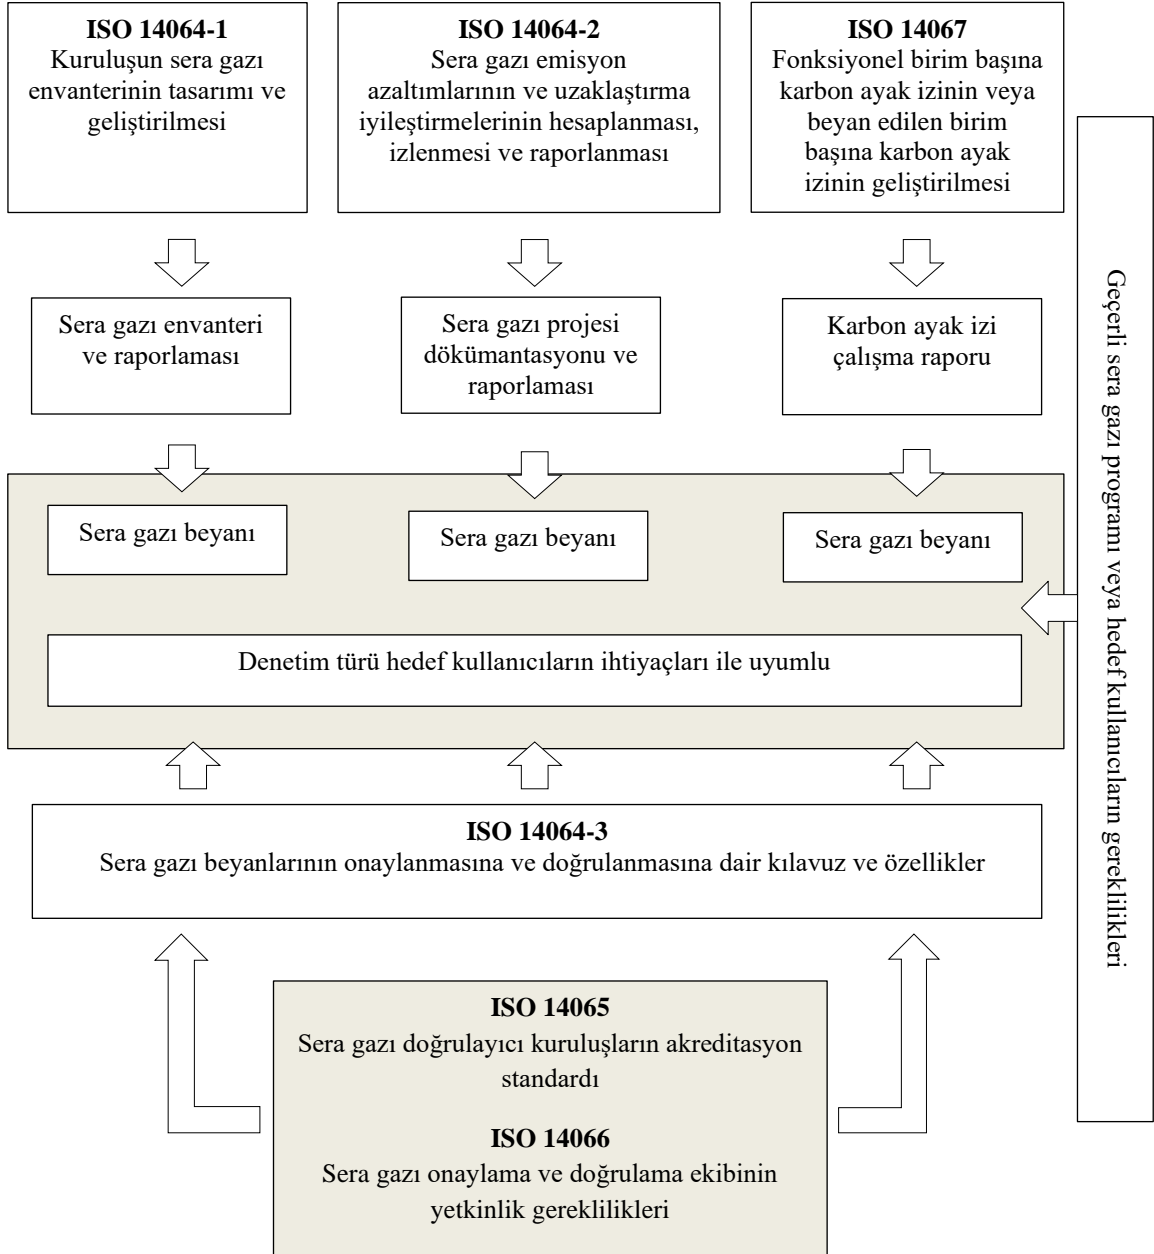 ISO 14064-1
Kuruluşun sera gazı
envanterinin tasarımı ve
geliştirilmesi
ISO 14064-2
Sera gazı emisyon
azaltımlarının ve uzaklaştırma
iyileştirmelerinin hesaplanması,
izlenmesi ve raporlanması
ISO 14067
Fonksiyonel birim başına
karbon ayak izinin veya
beyan edilen birim
başına karbon ayak
izinin geliştirilmesi
Sera gazı envanteri
ve raporlaması
Sera gazı projesi
dökümantasyonu ve
raporlaması
Karbon ayak izi
çalışma raporu
Sera gazı beyanı
Sera gazı beyanı
Sera gazı beyanı
Denetim türü hedef kullanıcıların ihtiyaçları ile uyumlu
Geçerli sera gazı programı veya hedef kullanıcıların gereklilikleri
ISO 14064-3
Sera gazı beyanlarının onaylanmasına ve doğrulanmasına dair kılavuz ve özellikler
ISO 14065
Sera gazı doğrulayıcı kuruluşların akreditasyon
standardı
ISO 14066
Sera gazı onaylama ve doğrulama ekibinin
yetkinlik gereklilikleri